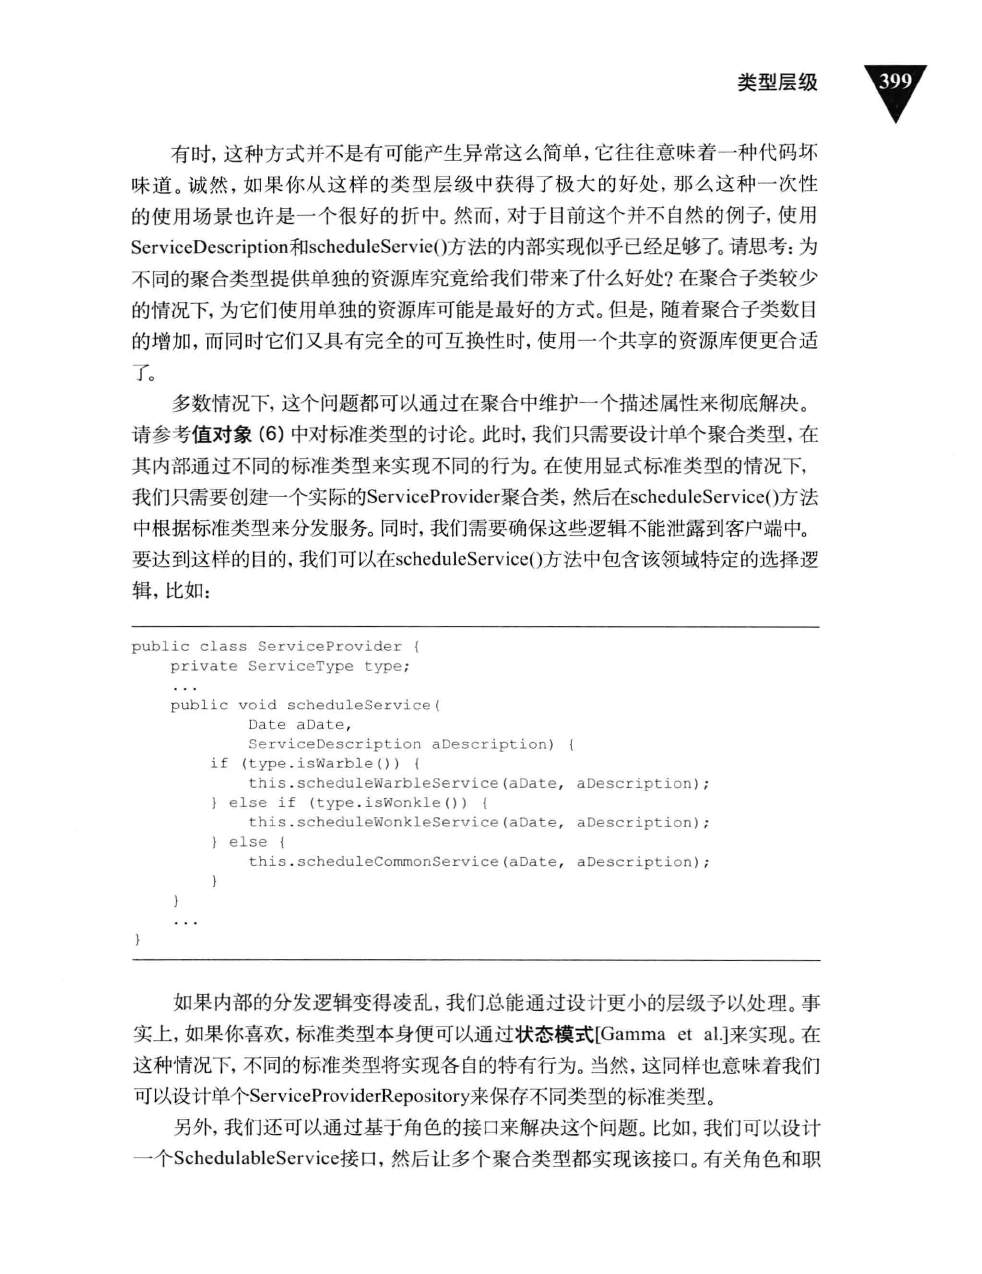 类型层级 399
有时，这种方式并不是有可能产生异常这么简单，它往往意味着一种代码坏
味道。诚然，如果你从这样的类型层级中获得了极大的好处，那么这种一次性
的使用场景也许是一个很好的折中。然而，对于目前这个并不自然的例子，使用
ServiceDescription和scheduleServie()方法的内部实现似乎已经足够了。请思考：为
不同的聚合类型提供单独的资源库究竟给我们带来了什么好处？在聚合子类较少
的情况下，为它们使用单独的资源库可能是最好的方式。但是，随着聚合子类数目
的增加，而同时它们又具有完全的可互换性时，使用一个共享的资源库便更合适
了。
多数情况下，这个问题都可以通过在聚合中维护一个描述属性来彻底解决。
请参考值对象（6）中对标准类型的讨论。此时，我们只需要设计单个聚合类型，在
其内部通过不同的标准类型来实现不同的行为。在使用显式标准类型的情况下，
我们只需要创建一个实际的ServiceProvider聚合类，然后在scheduleService()方法
中根据标准类型来分发服务。同时，我们需要确保这些逻辑不能泄露到客户端中。
要达到这样的目的，我们可以在scheduleService()方法中包含该领域特定的选择逻
辑，比如：
public class ServiceProvider {
    private ServiceType type;
    ...
    public void scheduleService(
            Date aDate,
            ServiceDescription aDescription) {
        if (type.isWarble()) {
            this.scheduleWarbleService(aDate, aDescription);
        } else if (type.isWonkle()) {
            this.scheduleWonkleService(aDate, aDescription);
        } else {
            this.scheduleCommonService(aDate, aDescription);
        }
    }
    ...
}
如果内部的分发逻辑变得凌乱，我们总能通过设计更小的层级予以处理。事
实上，如果你喜欢，标准类型本身便可以通过状态模式[Gamma et al.]来实现。在
这种情况下，不同的标准类型将实现各自的特有行为。当然，这同样也意味着我们
可以设计单个ServiceProviderRepository来保存不同类型的标准类型。
另外，我们还可以通过基于角色的接口来解决这个问题。比如，我们可以设计
一个SchedulableService接口，然后让多个聚合类型都实现该接口。有关角色和职